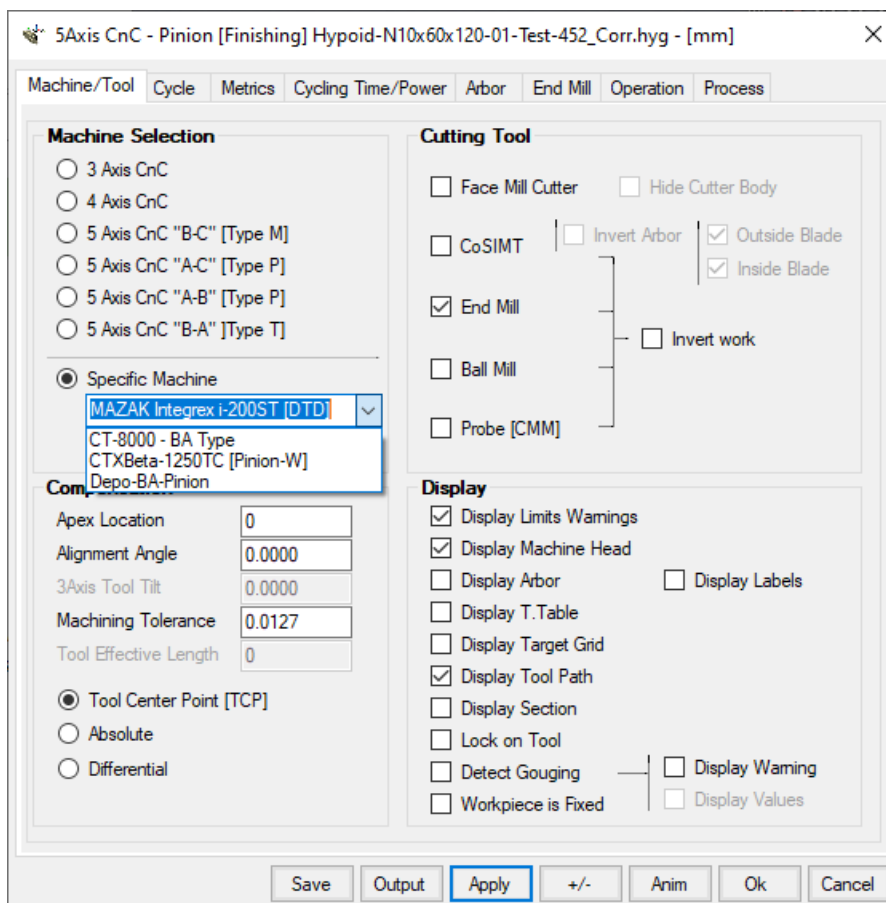 5Axis CnC - Pinion [Finishing] Hypoid-N10x60x120-01-Test-452_Corr.hyg - [mm]
Machine/Tool Cycle Metrics Cycling Time/Power Arbor End Mill Operation Process
Machine Selection
3 Axis CnC
4 Axis CnC
5 Axis CnC "B-C" [Type M]
5 Axis CnC "A-C" [Type P]
5 Axis CnC "A-B" [Type P]
5 Axis CnC "B-A" ]Type T]
Specific Machine
MAZAK Integrex i-200ST [DTD]
CT-8000 - BA Type
CTXBeta-1250TC [Pinion-W]
Depo-BA-Pinion
Apex Location 0
Alignment Angle 0.0000
3Axis Tool Tilt 0.0000
Machining Tolerance 0.0127
Tool Effective Length 0
Tool Center Point [TCP]
Absolute
Differential
Cutting Tool
Face Mill Cutter Hide Cutter Body
CoSIMT Invert Arbor Outside Blade
Inside Blade
End Mill
Invert work
Ball Mill
Probe [CMM]
Display
Display Limits Warnings
Display Machine Head
Display Arbor Display Labels
Display T.Table
Display Target Grid
Display Tool Path
Display Section
Lock on Tool
Detect Gouging Display Warning
Workpiece is Fixed Display Values
Save Output Apply +/- Anim Ok Cancel